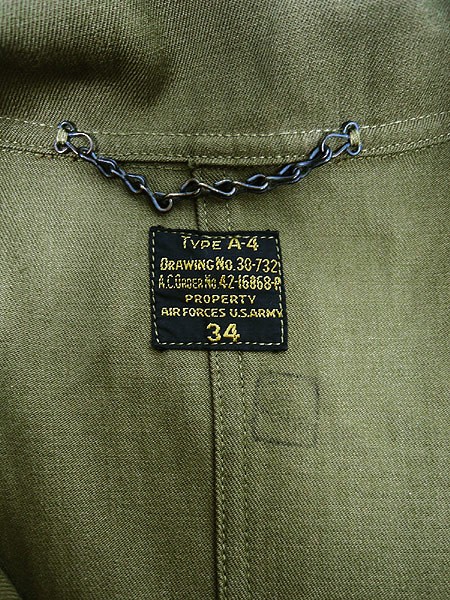 TYPE A-4
DRAWING NO. 30-732
A.C. ORDER NO. 42-16868-P
PROPERTY
AIR FORCES U.S. ARMY
34